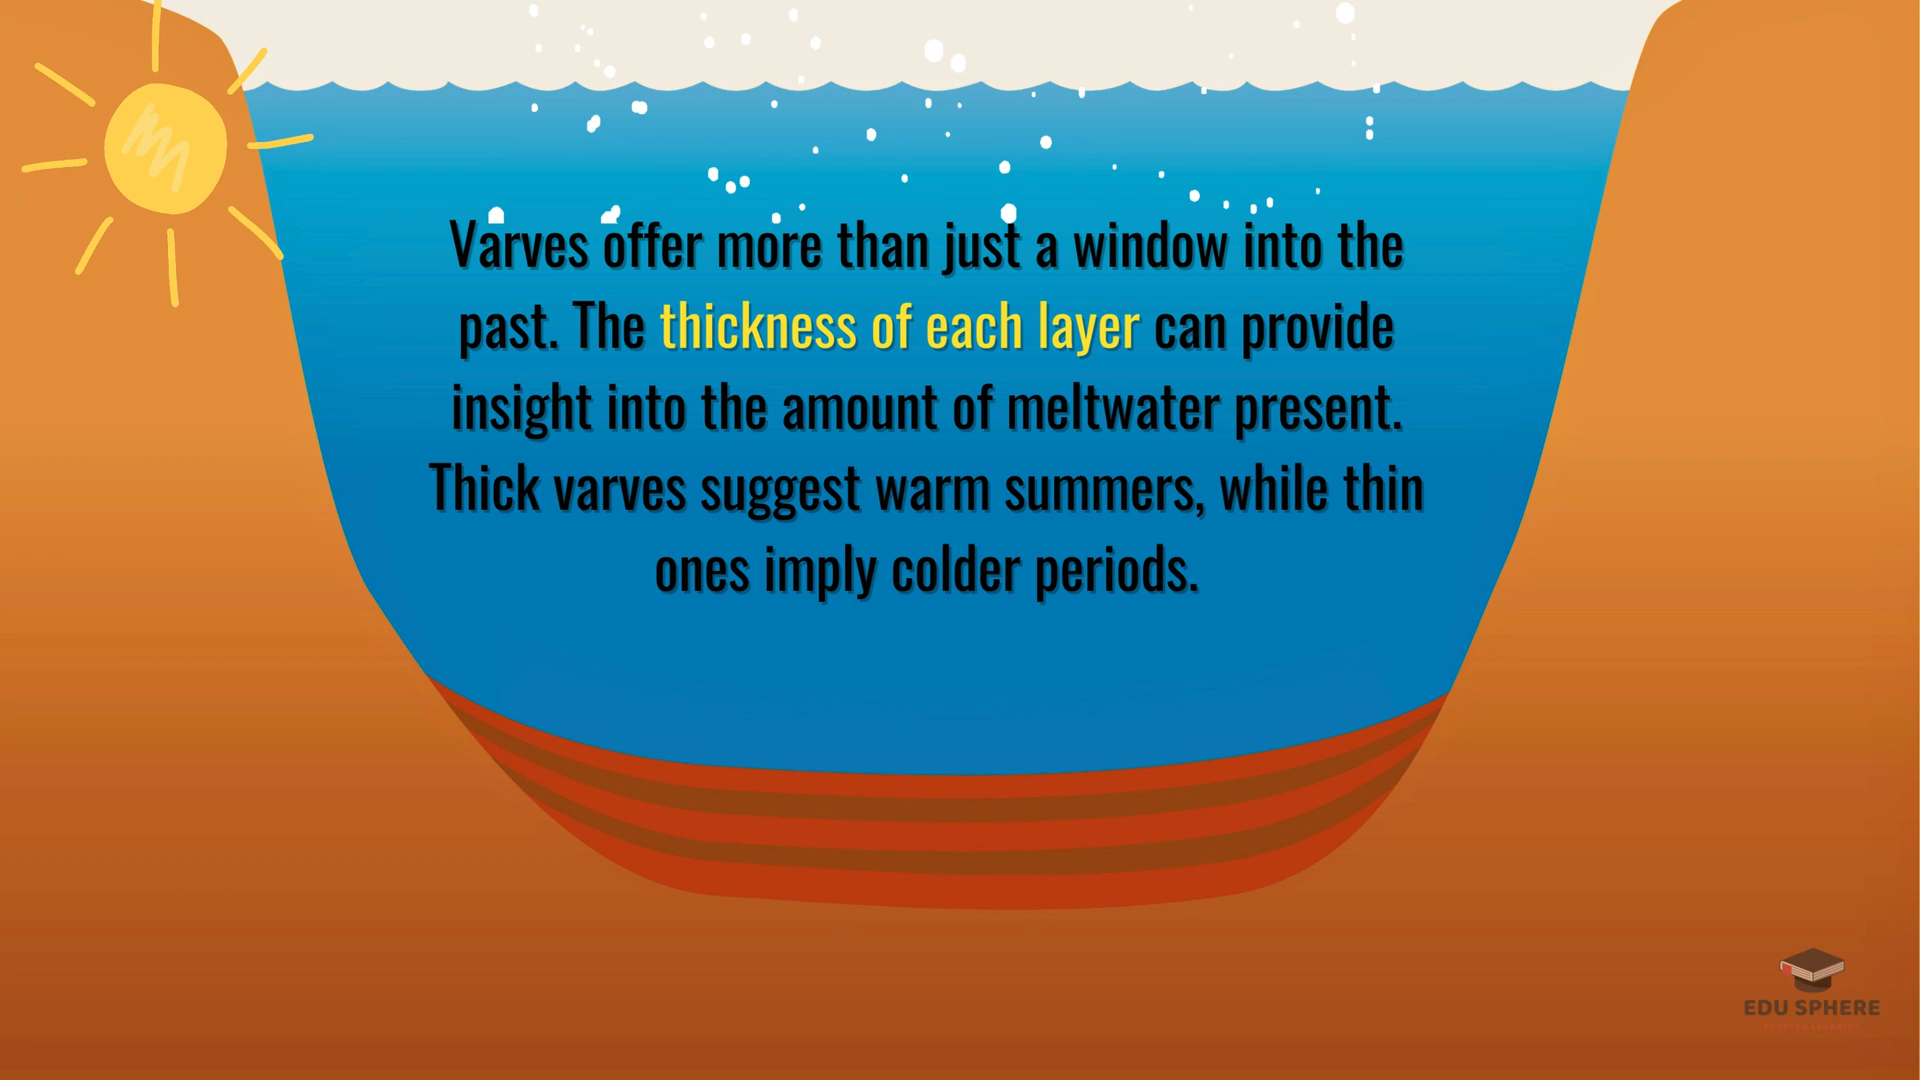 Varves offer more than just a window into the
past. The thickness of each layer can provide
insight into the amount of meltwater present.
Thick varves suggest warm summers, while thin
ones imply colder periods.
EDU SPHERE